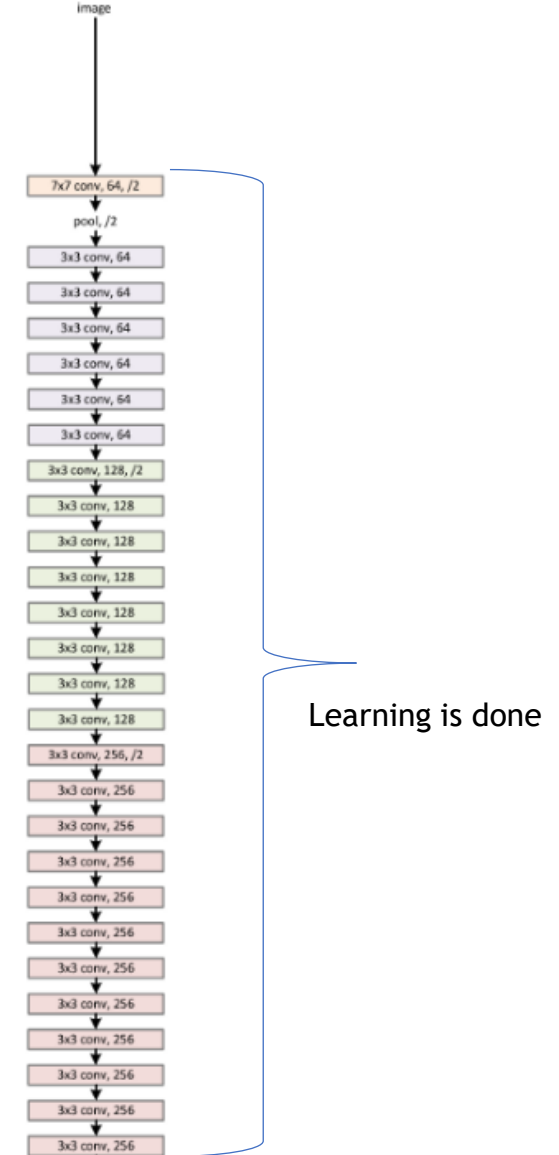 image
7x7 conv, 64, /2
pool, /2
3x3 conv, 64
3x3 conv, 64
3x3 conv, 64
3x3 conv, 64
3x3 conv, 64
3x3 conv, 64
3x3 conv, 128, /2
3x3 conv, 128
3x3 conv, 128
3x3 conv, 128
3x3 conv, 128
3x3 conv, 128
3x3 conv, 128
3x3 conv, 128
Learning is done
3x3 conv, 256, /2
3x3 conv, 256
3x3 conv, 256
3x3 conv, 256
3x3 conv, 256
3x3 conv, 256
3x3 conv, 256
3x3 conv, 256
3x3 conv, 256
3x3 conv, 256
3x3 conv, 256
3x3 conv, 256